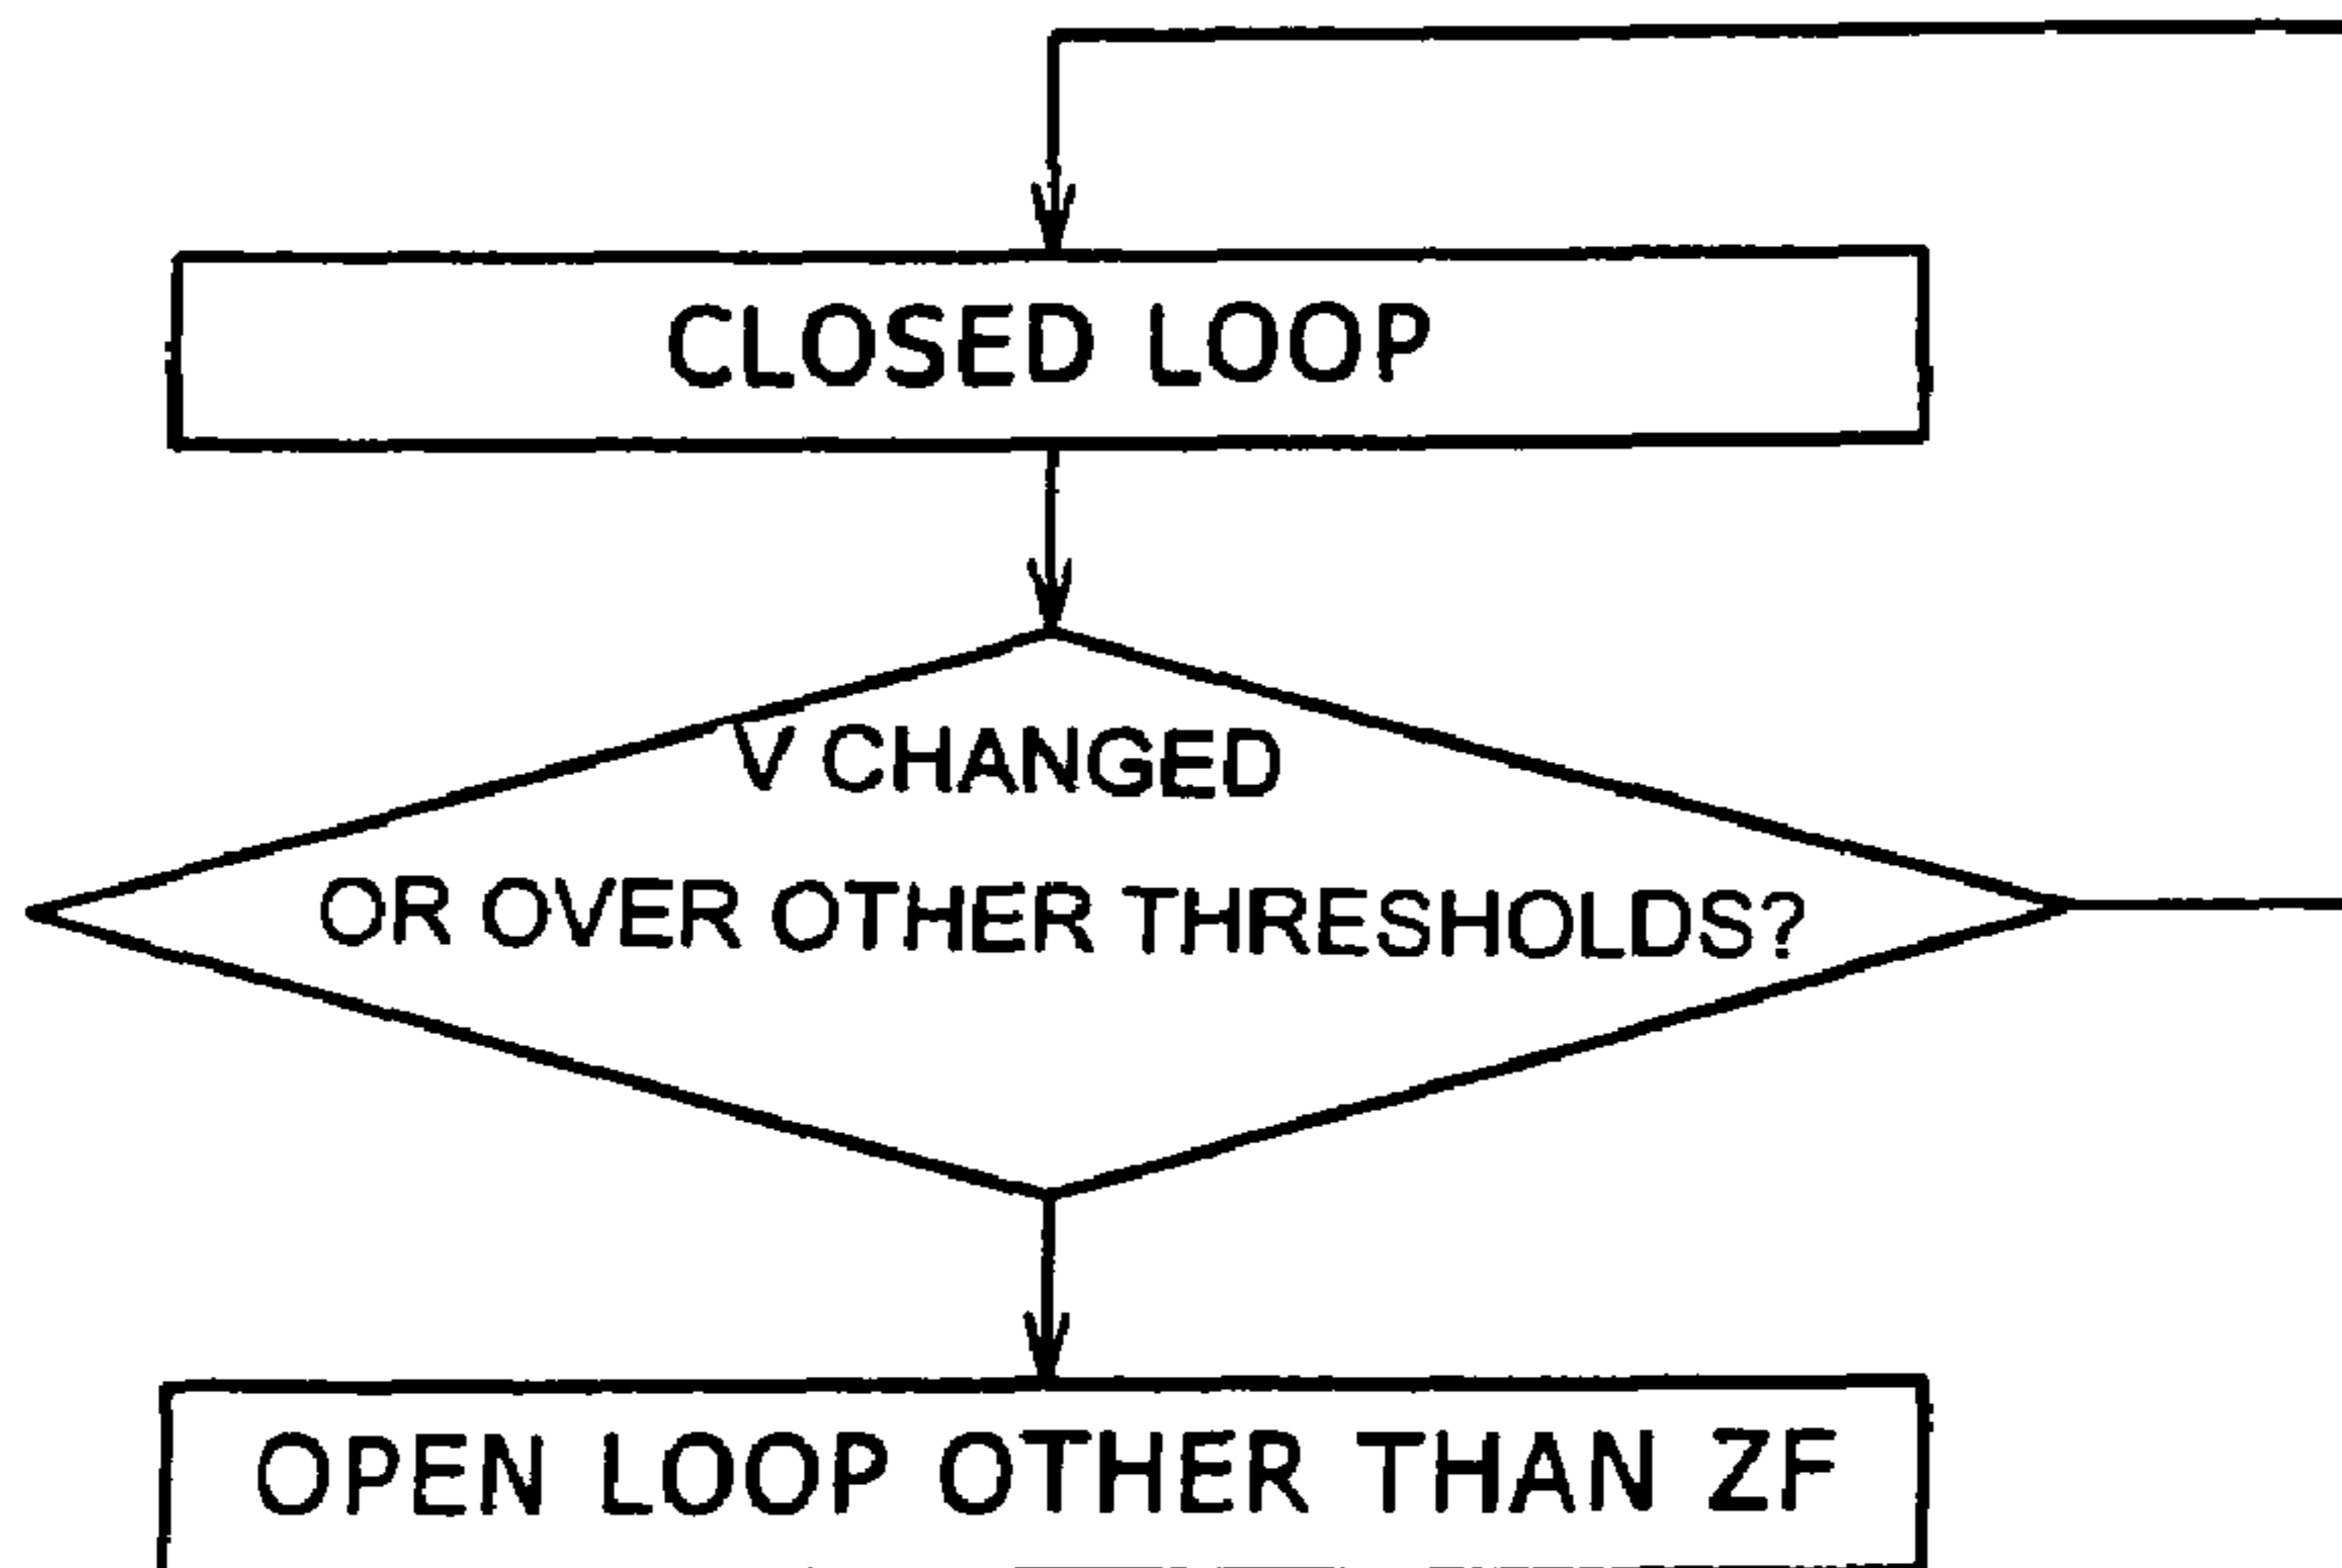 CLOSED LOOP
V CHANGED
OR OVER OTHER THRESHOLDS?
OPEN LOOP OTHER THAN ZF